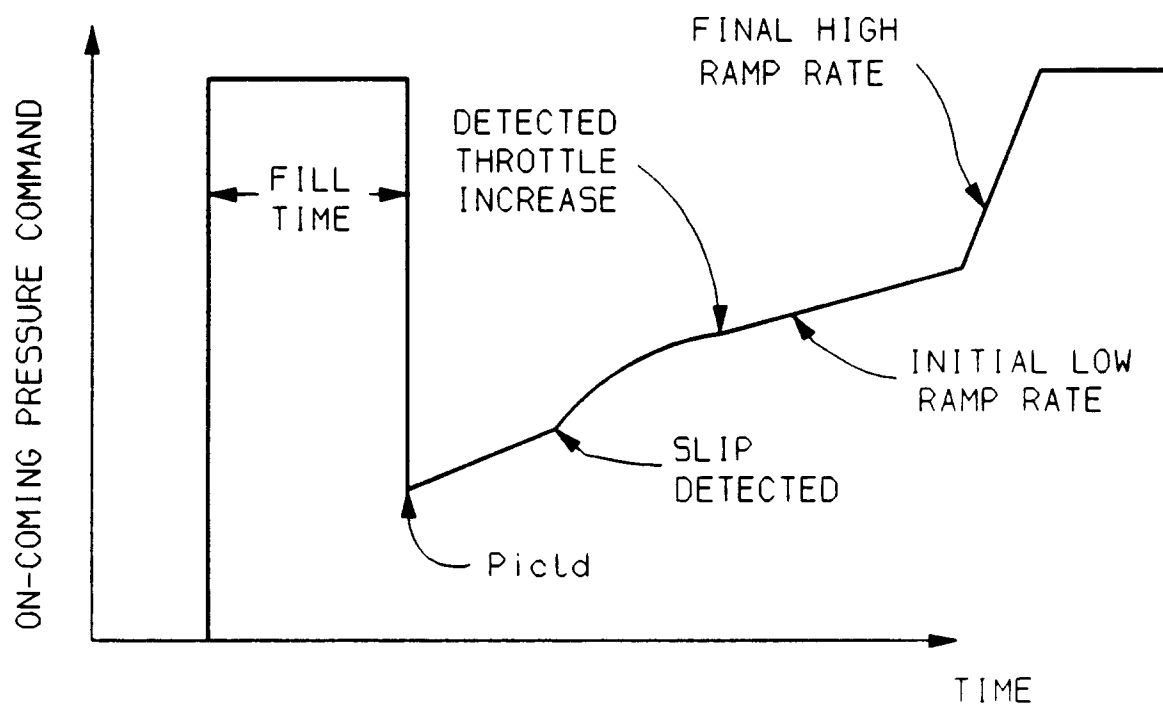 FINAL HIGH
RAMP RATE
DETECTED
THROTTLE
INCREASE
FILL
TIME
ON-COMING PRESSURE COMMAND
INITIAL LOW
RAMP RATE
SLIP
DETECTED
Picld
TIME